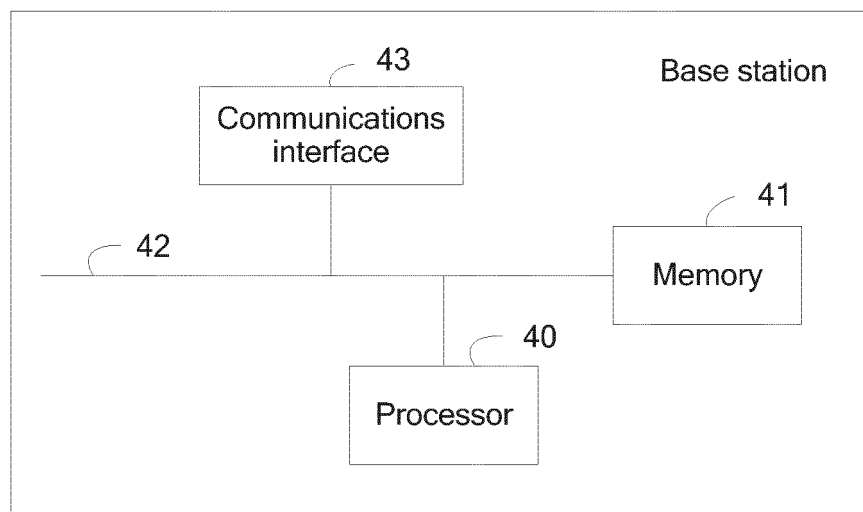 43
Base station
Communications
interface
41
42
Memory
40
Processor